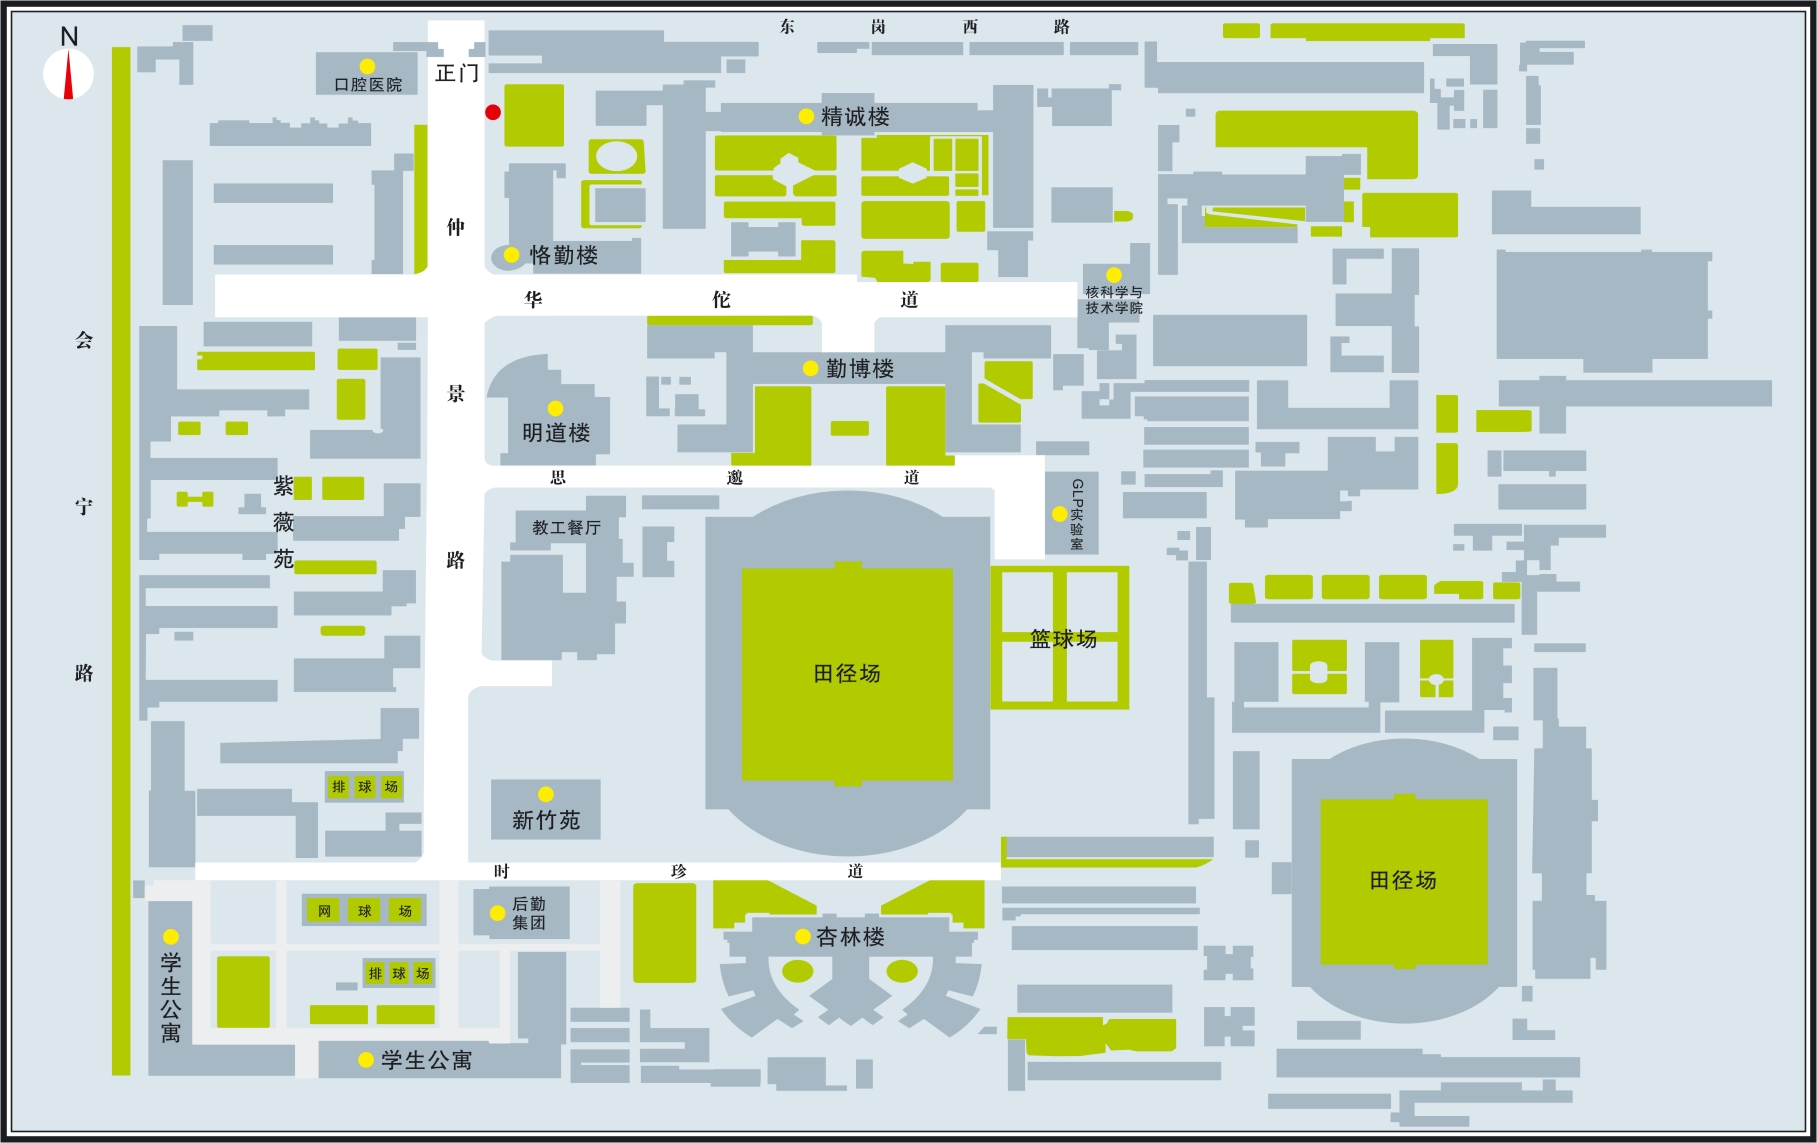 N
东岗西路
正门
口腔医院
精诚楼
仲景路
恪勤楼
核科学与
技术学院
华佗道
会宁路
勤博楼
明道楼
思邈道
紫薇苑
GLP实验室
教工餐厅
篮球场
田径场
排球场
新竹苑
时珍道
田径场
网球场
后勤
集团
杏林楼
学生公寓
排球场
学生公寓